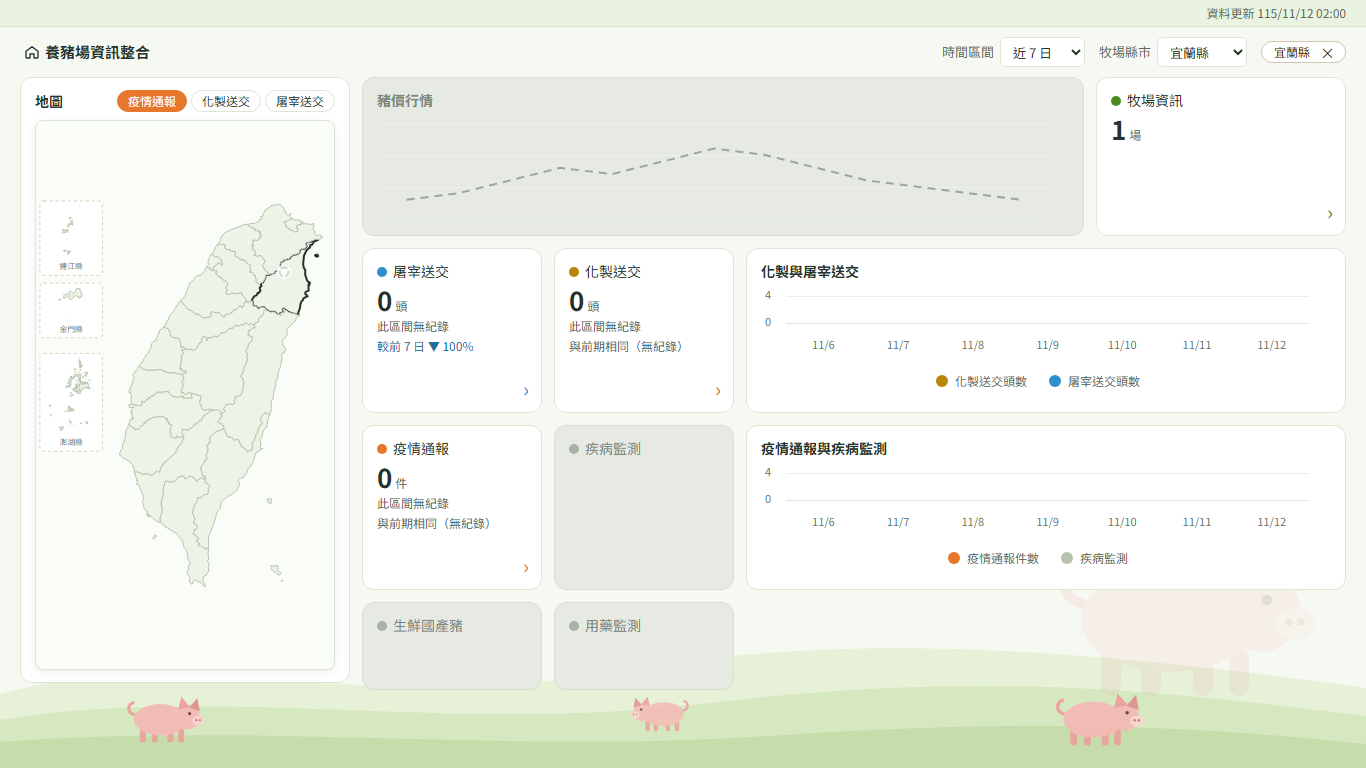 資料更新 115/11/12 02:00
養豬場資訊整合
時間區間 近 7 日 牧場縣市 宜蘭縣 宜蘭縣
地圖 疫情通報 化製送交 屠宰送交
連江縣
金門縣
澎湖縣
豬價行情
牧場資訊
1 場
屠宰送交
0 頭
此區間無紀錄
較前 7 日 ▼ 100%
化製送交
0 頭
此區間無紀錄
與前期相同（無紀錄）
化製與屠宰送交
4
0
11/6 11/7 11/8 11/9 11/10 11/11 11/12
化製送交頭數 屠宰送交頭數
疫情通報
0 件
此區間無紀錄
與前期相同（無紀錄）
疾病監測
疫情通報與疾病監測
4
0
11/6 11/7 11/8 11/9 11/10 11/11 11/12
疫情通報件數 疾病監測
生鮮國產豬
用藥監測